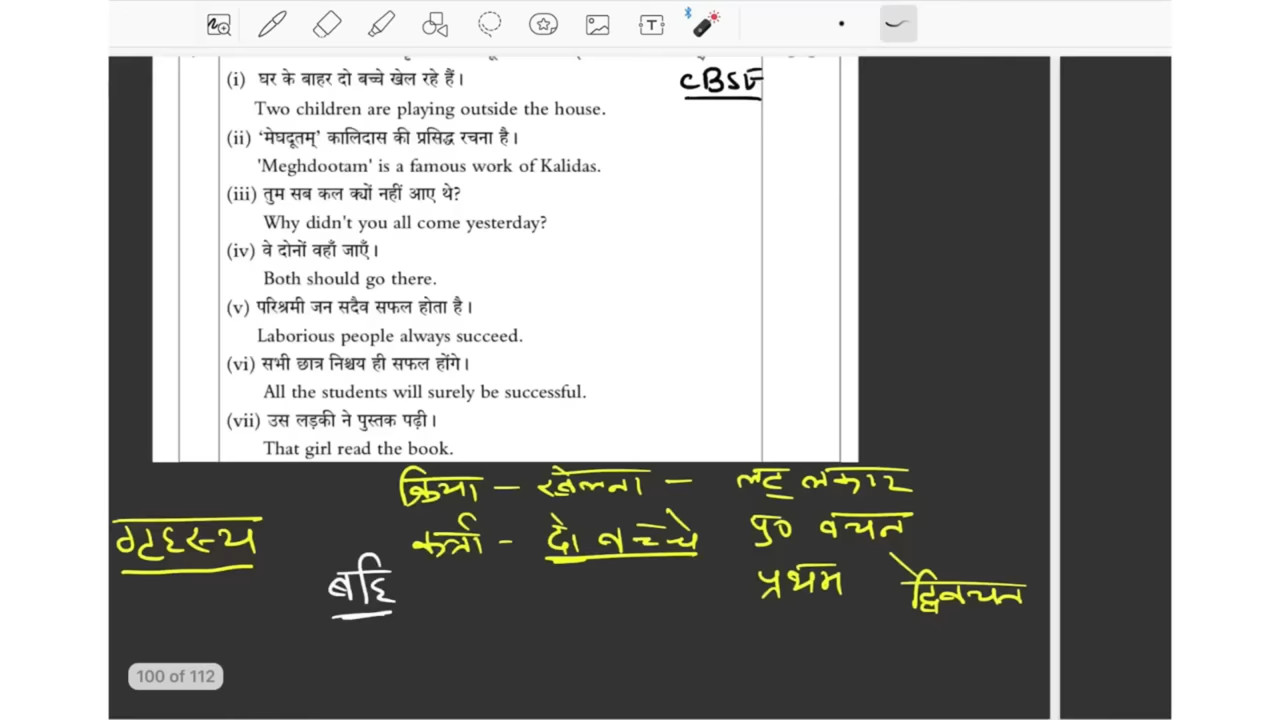 (i) घर के बाहर दो बच्चे खेल रहे हैं।
CBSE
Two children are playing outside the house.
(ii) ‘मेघदूतम्’ कालिदास की प्रसिद्ध रचना है।
'Meghdootam' is a famous work of Kalidas.
(iii) तुम सब कल क्यों नहीं आए थे?
Why didn't you all come yesterday?
(iv) वे दोनों वहाँ जाएँ।
Both should go there.
(v) परिश्रमी जन सदैव सफल होता है।
Laborious people always succeed.
(vi) सभी छात्र निश्चय ही सफल होंगे।
All the students will surely be successful.
(vii) उस लड़की ने पुस्तक पढ़ी।
That girl read the book.
क्रिया – खेलना – लट् लकार
गृहस्य
कर्त्ता - दो बच्चे
पु० वचन
बहि
प्रथम
द्विवचन
100 of 112